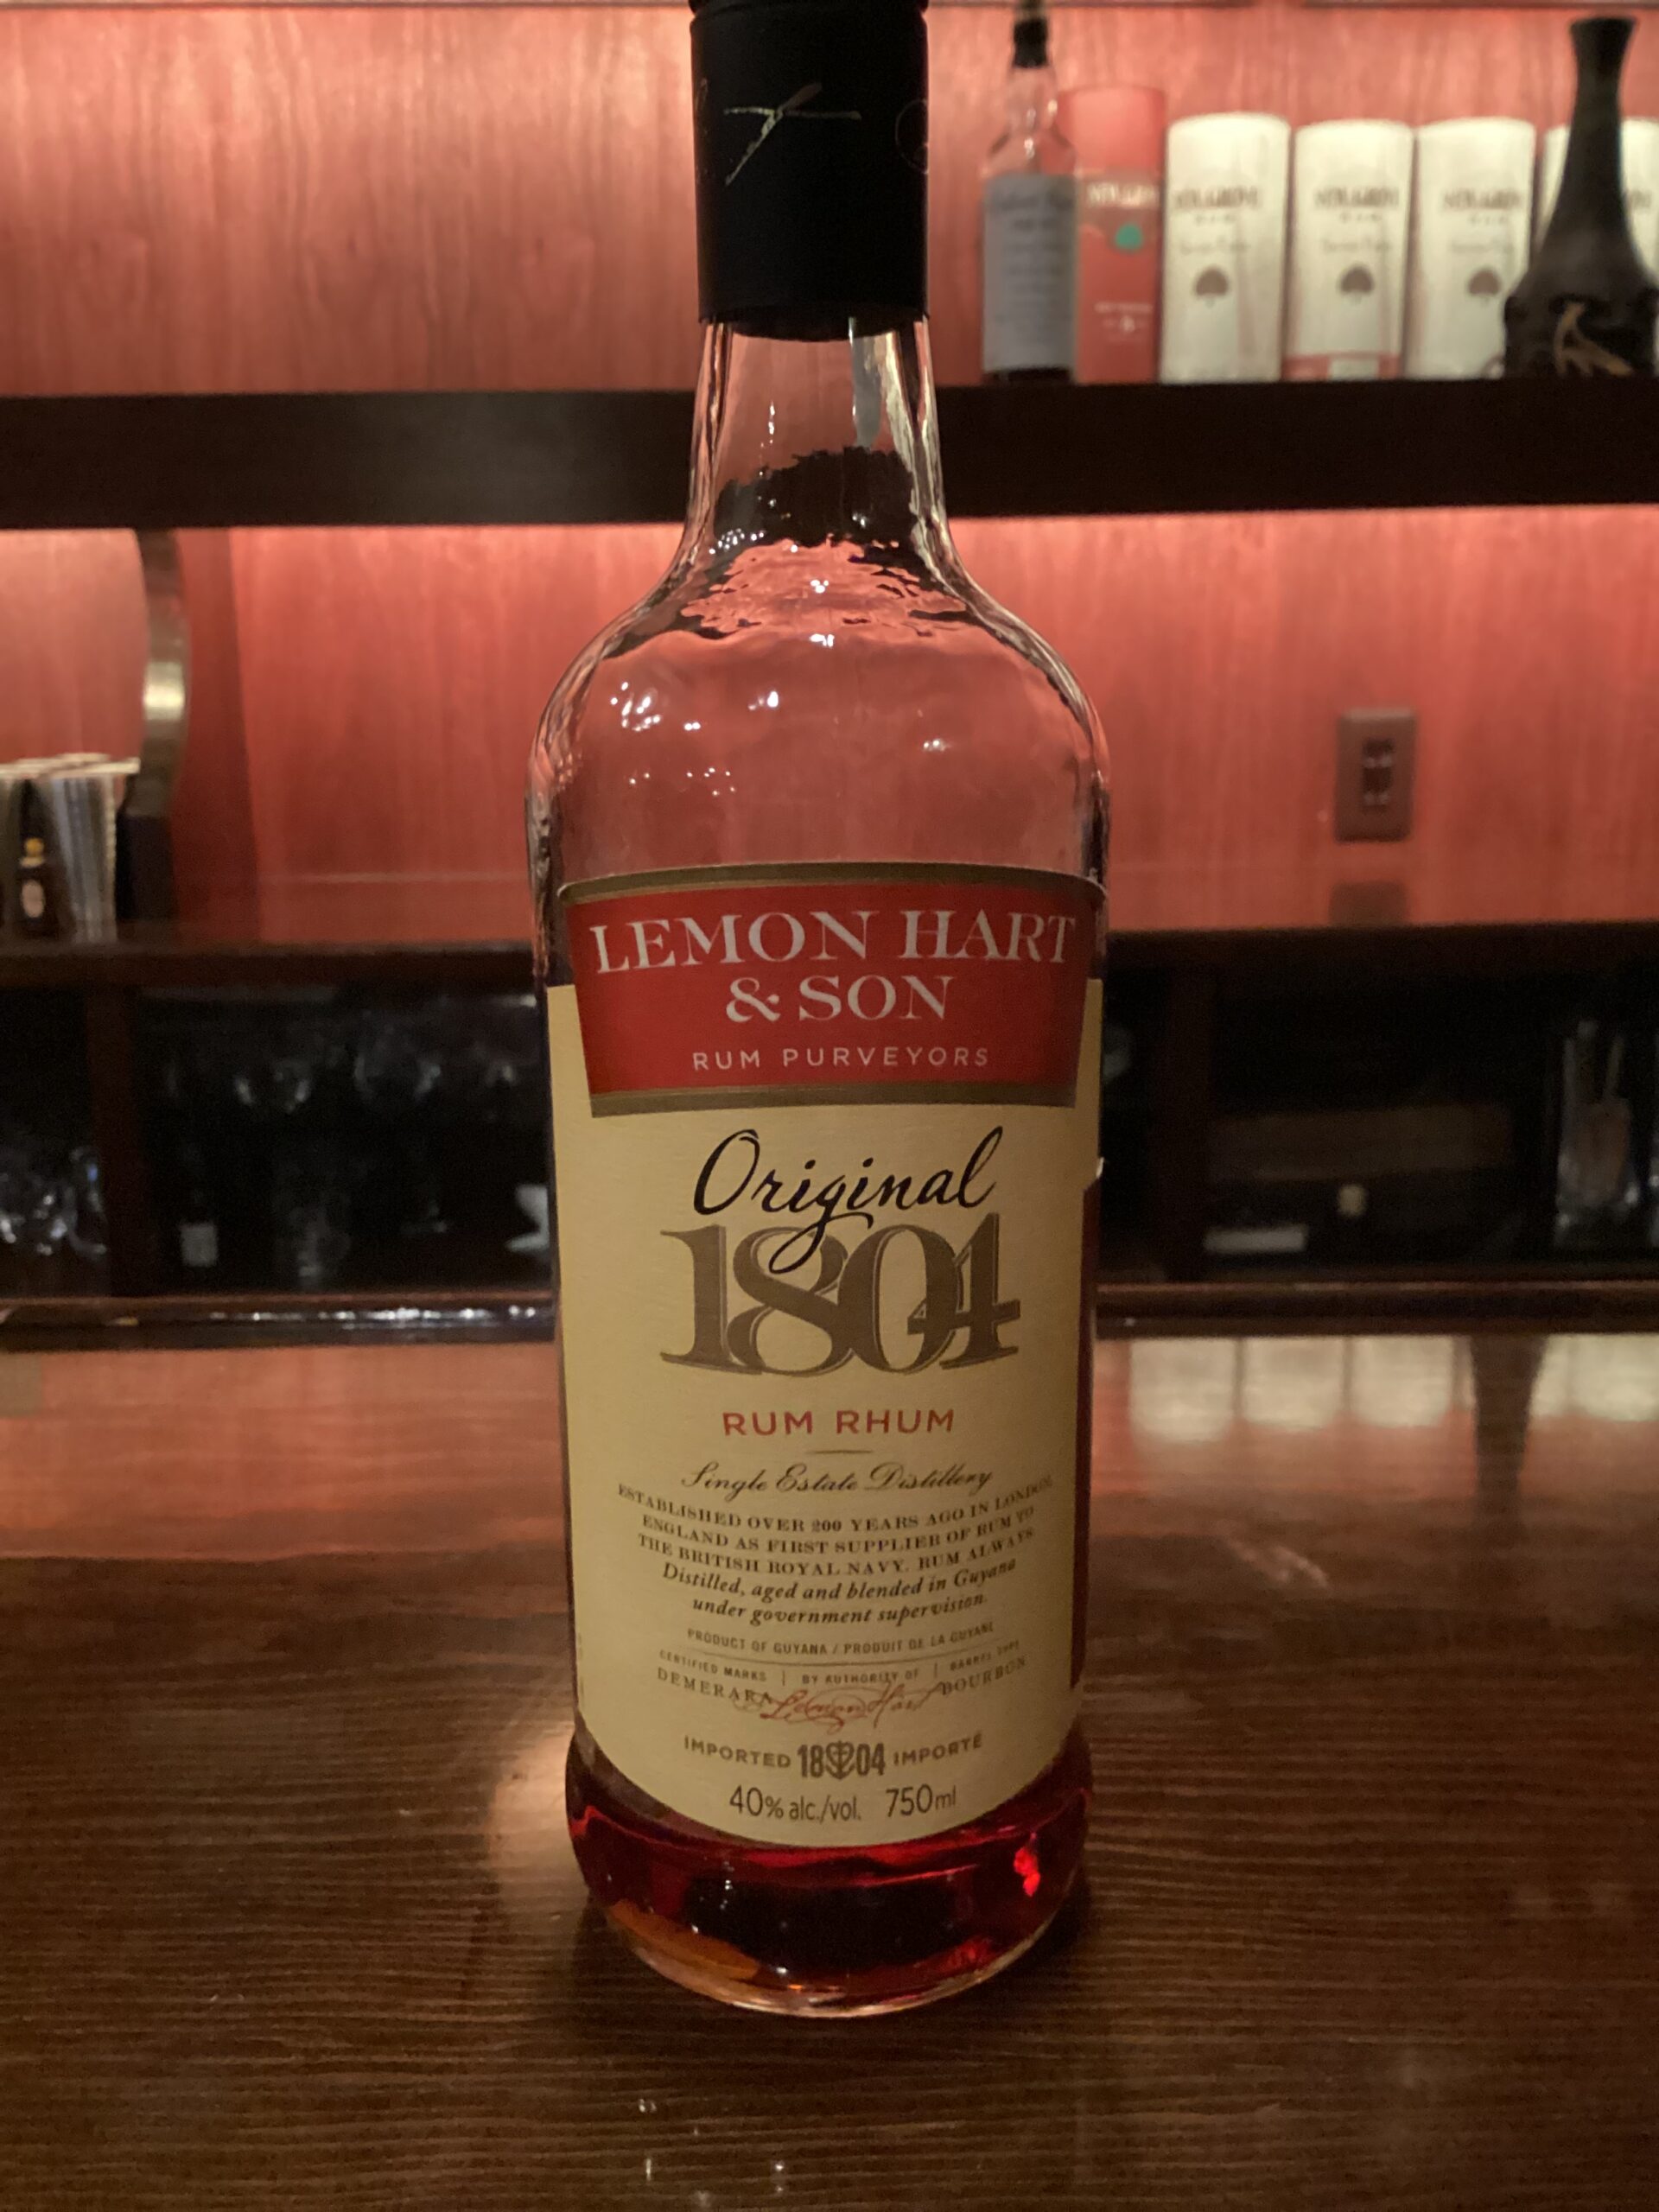 LEMON HART
& SON
RUM PURVEYORS
Original
1804
RUM RHUM
Single Estate Distillery
ESTABLISHED OVER 200 YEARS AGO IN LONDON
ENGLAND AS FIRST SUPPLIER OF RUM TO
THE BRITISH ROYAL NAVY. RUM ALWAYS
Distilled, aged and blended in Guyana
under government supervision.
PRODUCT OF GUYANA / PRODUIT DE LA GUYANE
CERTIFIED MARKS | BY AUTHORITY OF | BARREL TYPE
DEMERARA Lemon Hart BOURBON
IMPORTED 1804 IMPORTÉ
40% alc./vol. 750ml